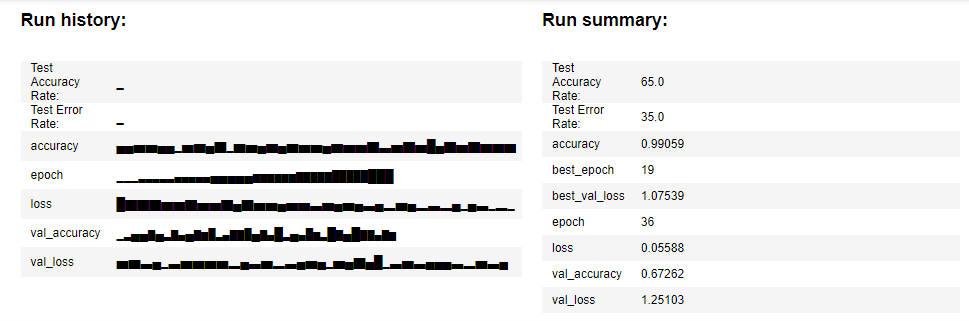 Run history:
Test
Accuracy
Rate:
Test Error
Rate:
accuracy
epoch
loss
val_accuracy
val_loss
Run summary:
Test
Accuracy
Rate:
65.0
Test Error
Rate:
35.0
accuracy 0.99059
best_epoch 19
best_val_loss 1.07539
epoch 36
loss 0.05588
val_accuracy 0.67262
val_loss 1.25103